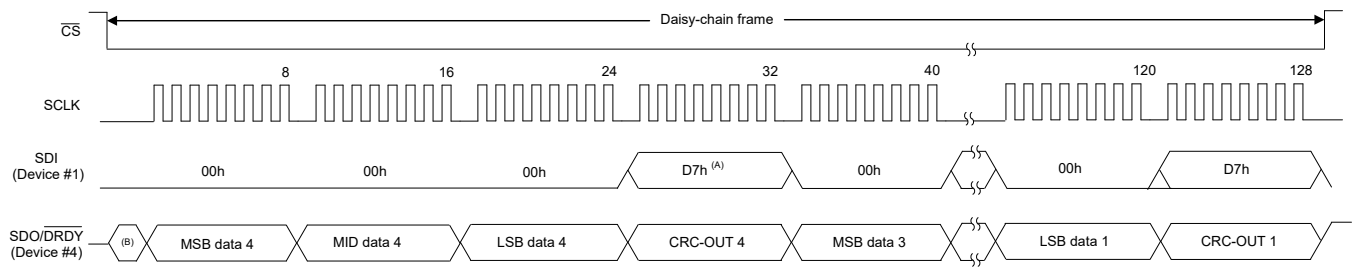 Daisy-chain frame
CS
8 16 24 32 40 120 128
SCLK
SDI
(Device #1)
00h 00h 00h D7h (A) 00h 00h D7h
SDO/DRDY
(Device #4)
(B) MSB data 4 MID data 4 LSB data 4 CRC-OUT 4 MSB data 3 LSB data 1 CRC-OUT 1